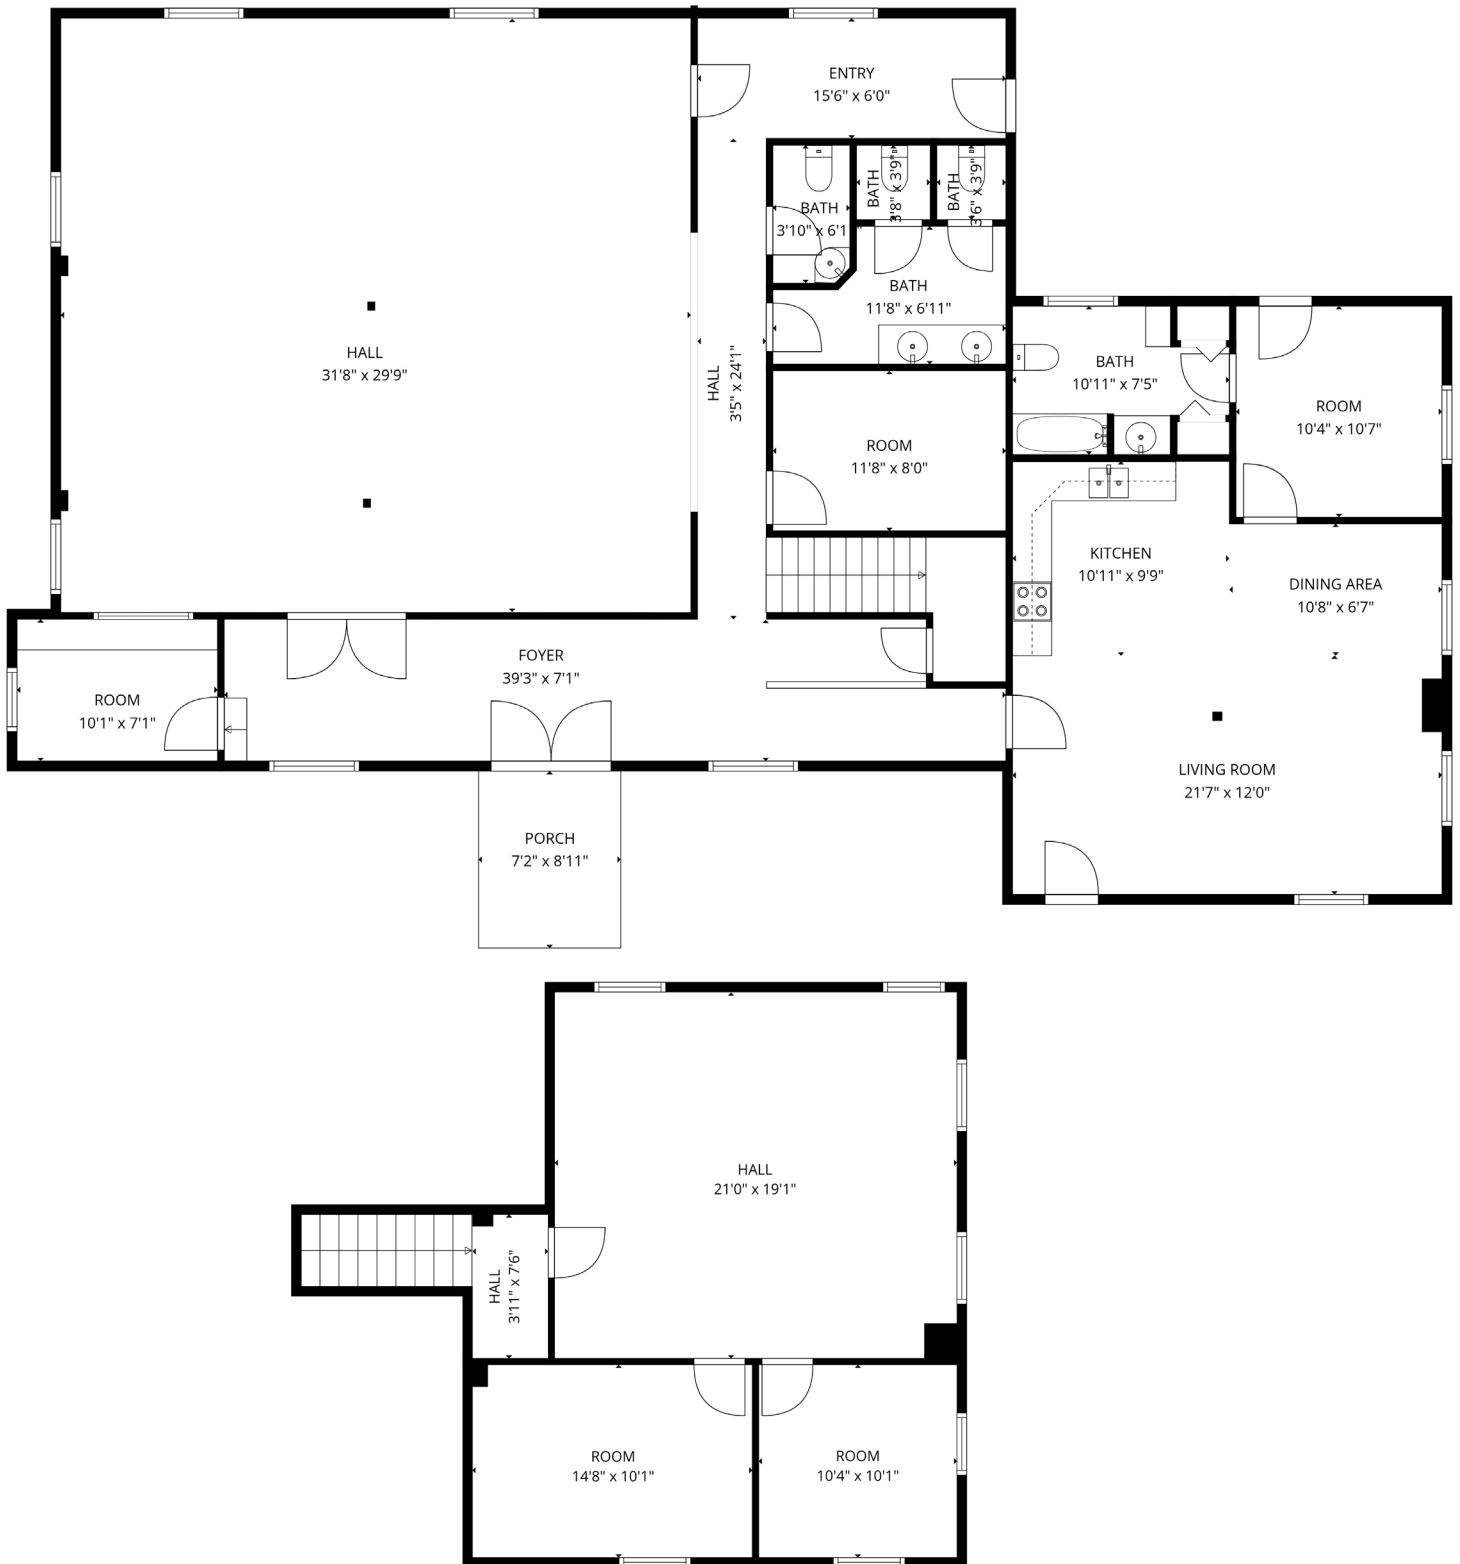 ENTRY
15'6" x 6'0"
BATH
3'8" x 3'9"
BATH
3'6" x 3'9"
BATH
3'10" x 6'1
BATH
11'8" x 6'11"
HALL
31'8" x 29'9"
HALL
3'5" x 24'1"
BATH
10'11" x 7'5"
ROOM
10'4" x 10'7"
ROOM
11'8" x 8'0"
KITCHEN
10'11" x 9'9"
DINING AREA
10'8" x 6'7"
FOYER
39'3" x 7'1"
ROOM
10'1" x 7'1"
LIVING ROOM
21'7" x 12'0"
PORCH
7'2" x 8'11"
HALL
21'0" x 19'1"
HALL
3'11" x 7'6"
ROOM
14'8" x 10'1"
ROOM
10'4" x 10'1"